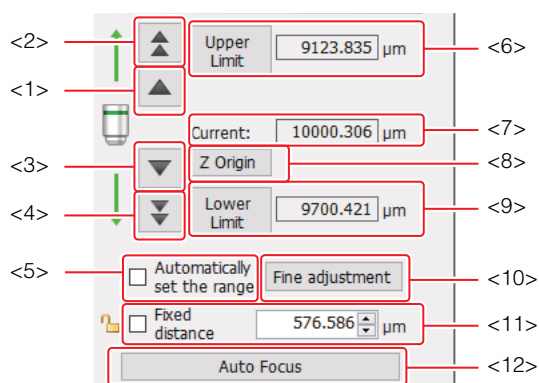 <2>
Upper
Limit
9123.835 µm
<6>
<1>
Current: 10000.306 µm
<7>
<3>
Z Origin
<8>
<4>
Lower
Limit
9700.421 µm
<9>
<5>
Automatically
set the range
Fine adjustment
<10>
Fixed
distance
576.586 µm
<11>
Auto Focus
<12>